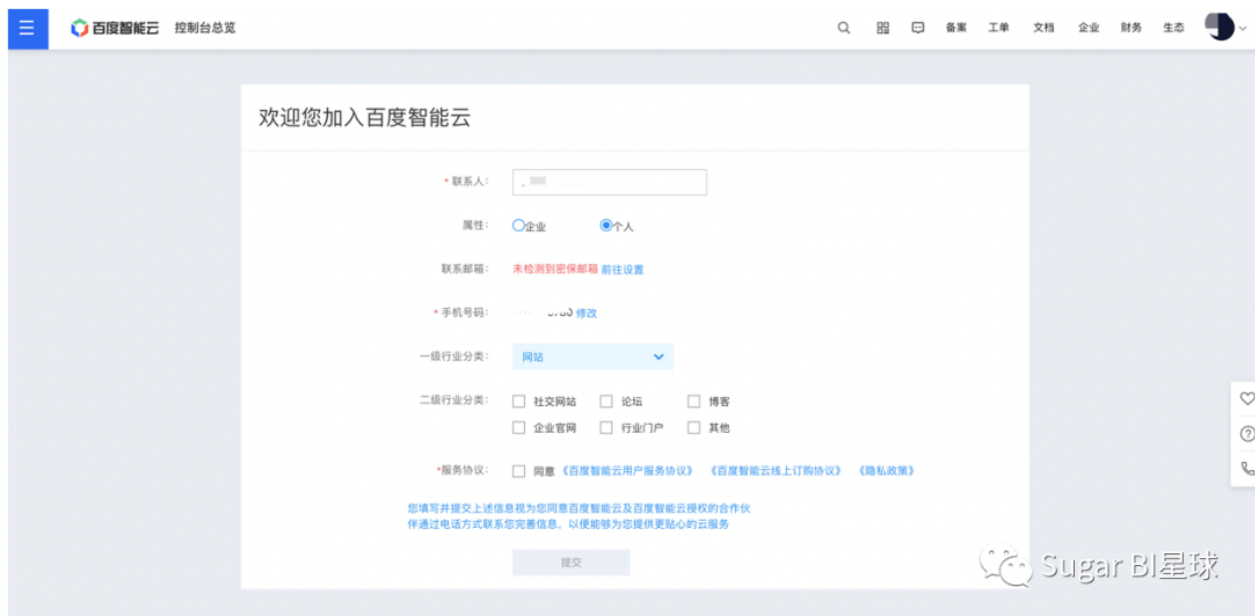 百度智能云 控制台总览 备案 工单 文档 企业 财务 生态
欢迎您加入百度智能云
* 联系人:
属性: 企业 个人
联系邮箱: 未检测到密保邮箱 前往设置
* 手机号码: 修改
一级行业分类: 网站
二级行业分类: 社交网站 论坛 博客
企业官网 行业门户 其他
*服务协议: 同意《百度智能云用户服务协议》 《百度智能云线上订购协议》 《隐私政策》
您填写并提交上述信息视为您同意百度智能云及百度智能云授权的合作伙
伴通过电话方式联系您完善信息，以便能够为您提供更贴心的云服务
提交
Sugar BI星球